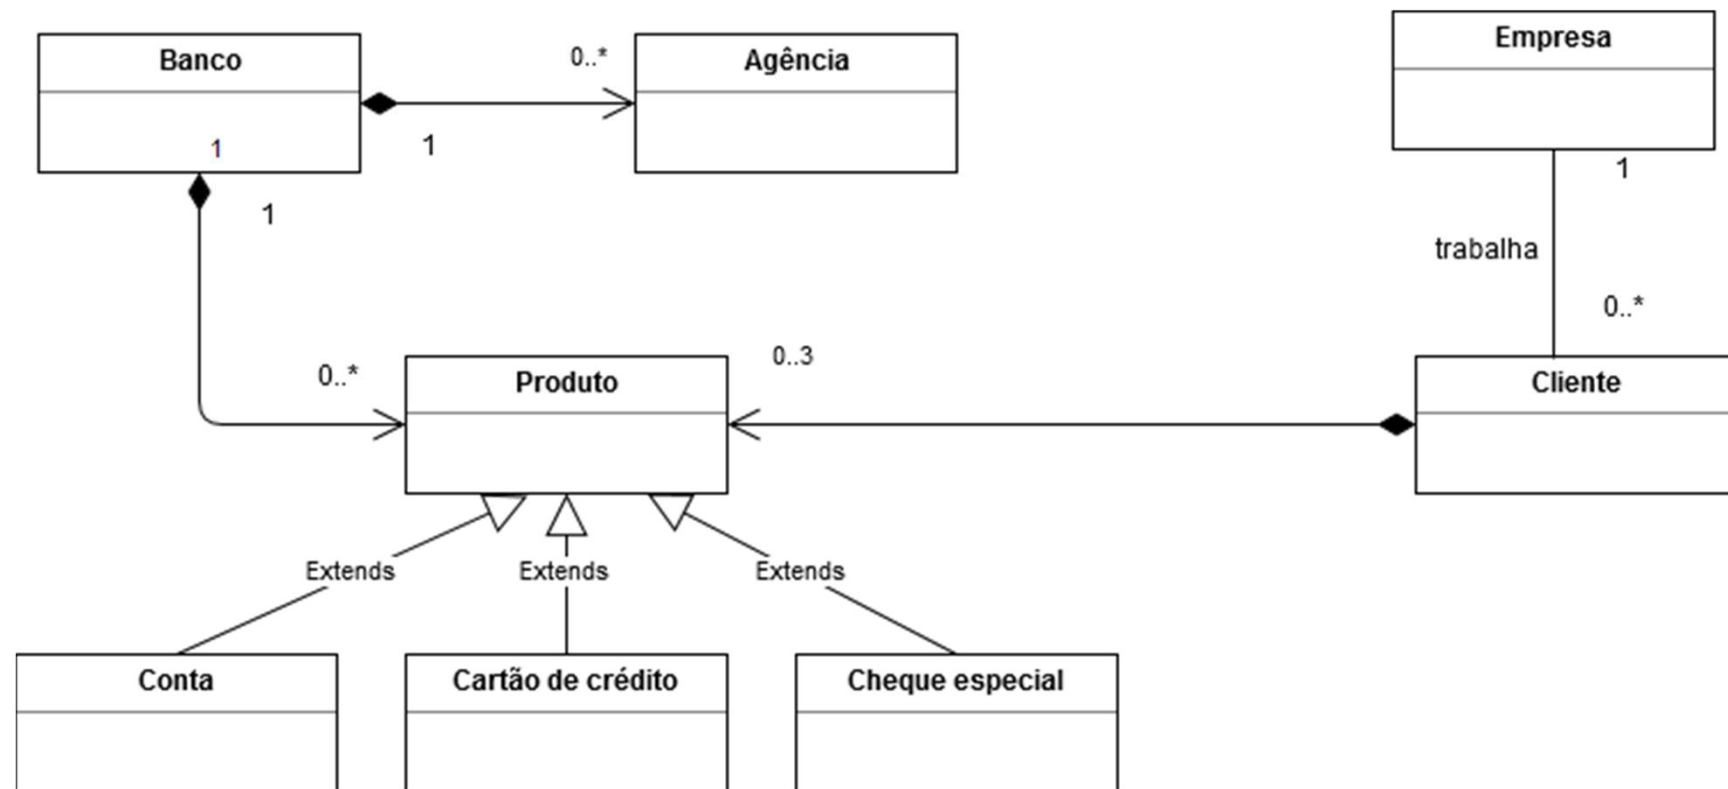 Banco
0..*
Agência
Empresa
1
1
1
1
trabalha
0..*
0..*
Produto
0..3
Cliente
Extends
Extends
Extends
Conta
Cartão de crédito
Cheque especial